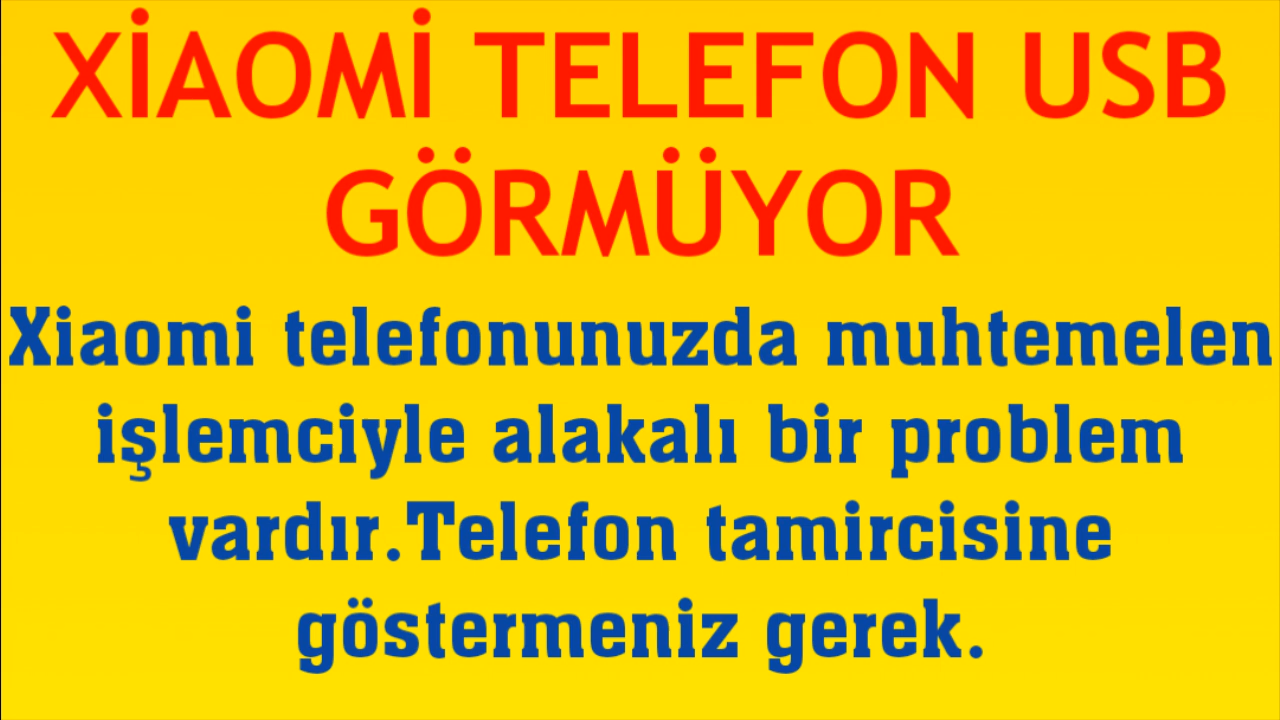 XİAOMİ TELEFON USB
GÖRMÜYOR
Xiaomi telefonunuzda muhtemelen
işlemciyle alakalı bir problem
vardır.Telefon tamircisine
göstermeniz gerek.